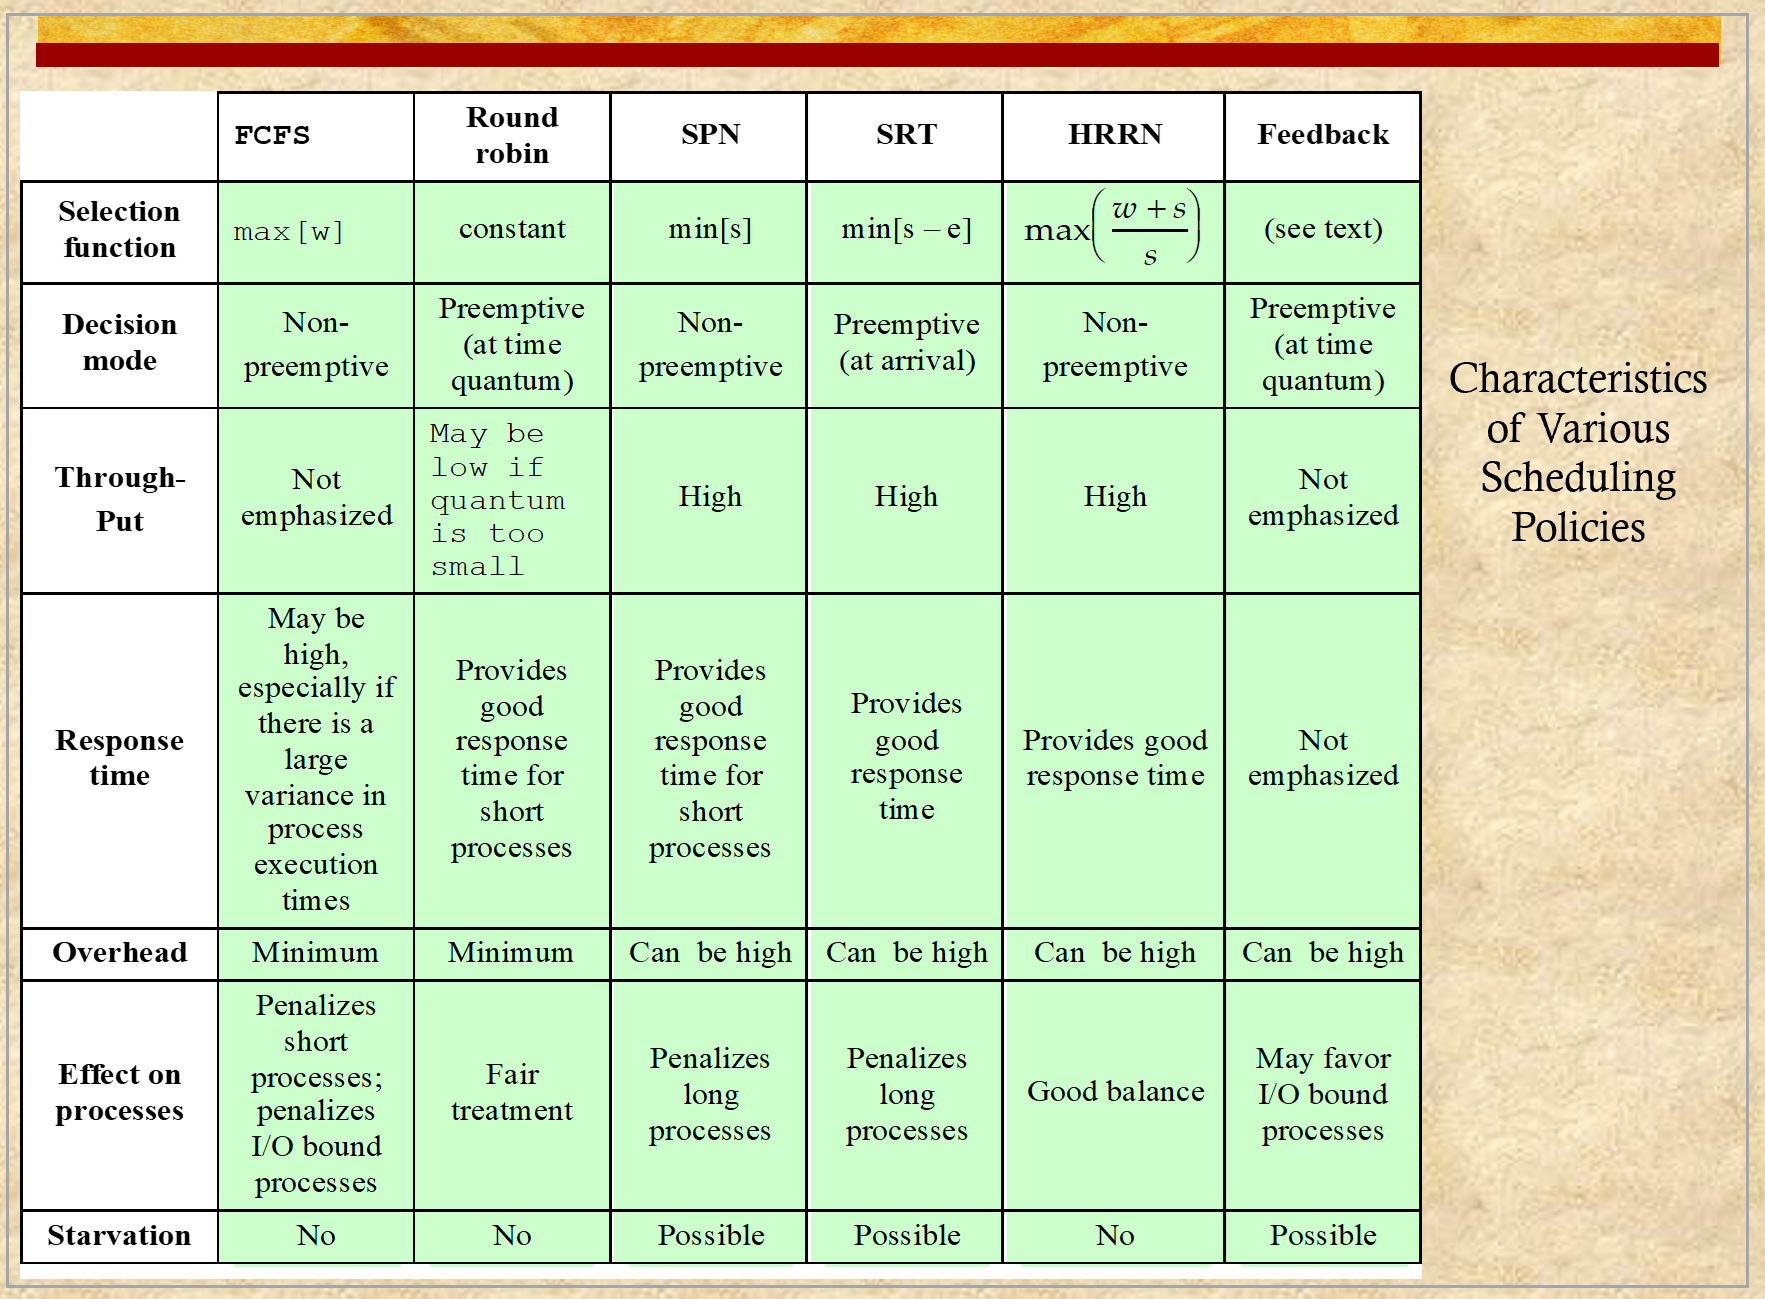 FCFS
Round
robin
SPN
SRT
HRRN
Feedback
Selection
function
max[w]
constant
min[s]
min[s – e]
max( w + s / s )
(see text)
Decision
mode
Non-
preemptive
Preemptive
(at time
quantum)
Non-
preemptive
Preemptive
(at arrival)
Non-
preemptive
Preemptive
(at time
quantum)
Through-
Put
Not
emphasized
May be
low if
quantum
is too
small
High
High
High
Not
emphasized
Response
time
May be
high,
especially if
there is a
large
variance in
process
execution
times
Provides
good
response
time for
short
processes
Provides
good
response
time for
short
processes
Provides
good
response
time
Provides good
response time
Not
emphasized
Overhead
Minimum
Minimum
Can be high
Can be high
Can be high
Can be high
Effect on
processes
Penalizes
short
processes;
penalizes
I/O bound
processes
Fair
treatment
Penalizes
long
processes
Penalizes
long
processes
Good balance
May favor
I/O bound
processes
Starvation
No
No
Possible
Possible
No
Possible
Characteristics
of Various
Scheduling
Policies